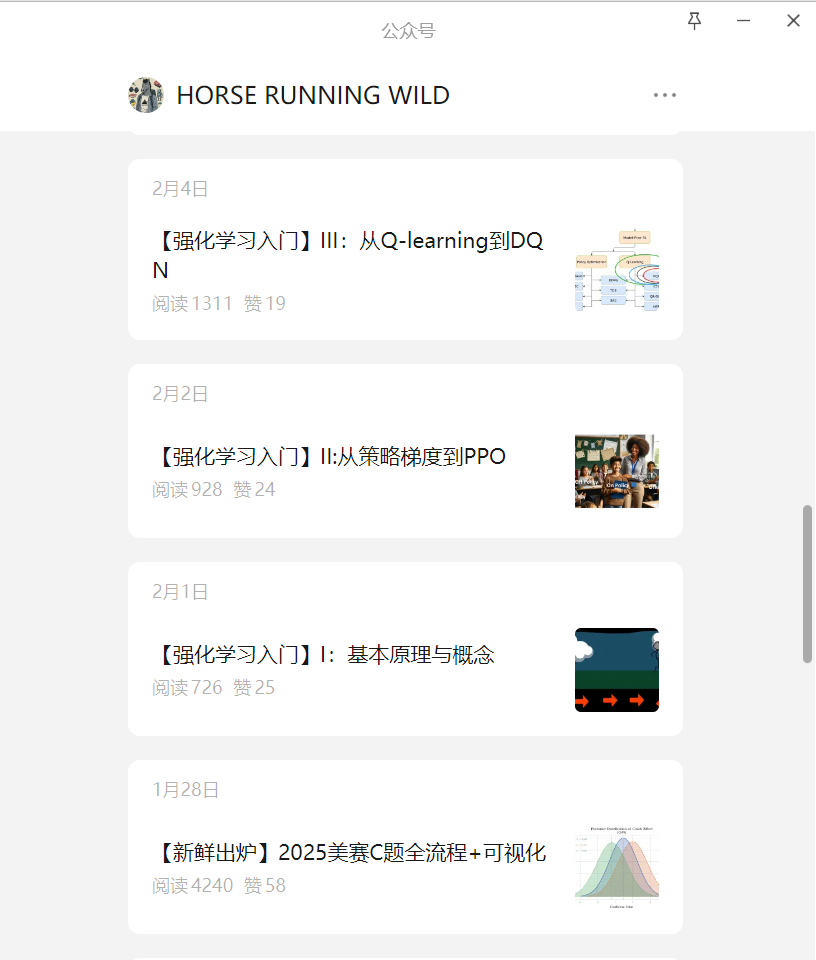 公众号
HORSE RUNNING WILD
2月4日
【强化学习入门】III：从Q-learning到DQ
N
阅读 1311 赞 19
2月2日
【强化学习入门】II:从策略梯度到PPO
阅读 928 赞 24
On Policy
2月1日
【强化学习入门】I：基本原理与概念
阅读 726 赞 25
1月28日
【新鲜出炉】2025美赛C题全流程+可视化
阅读 4240 赞 58